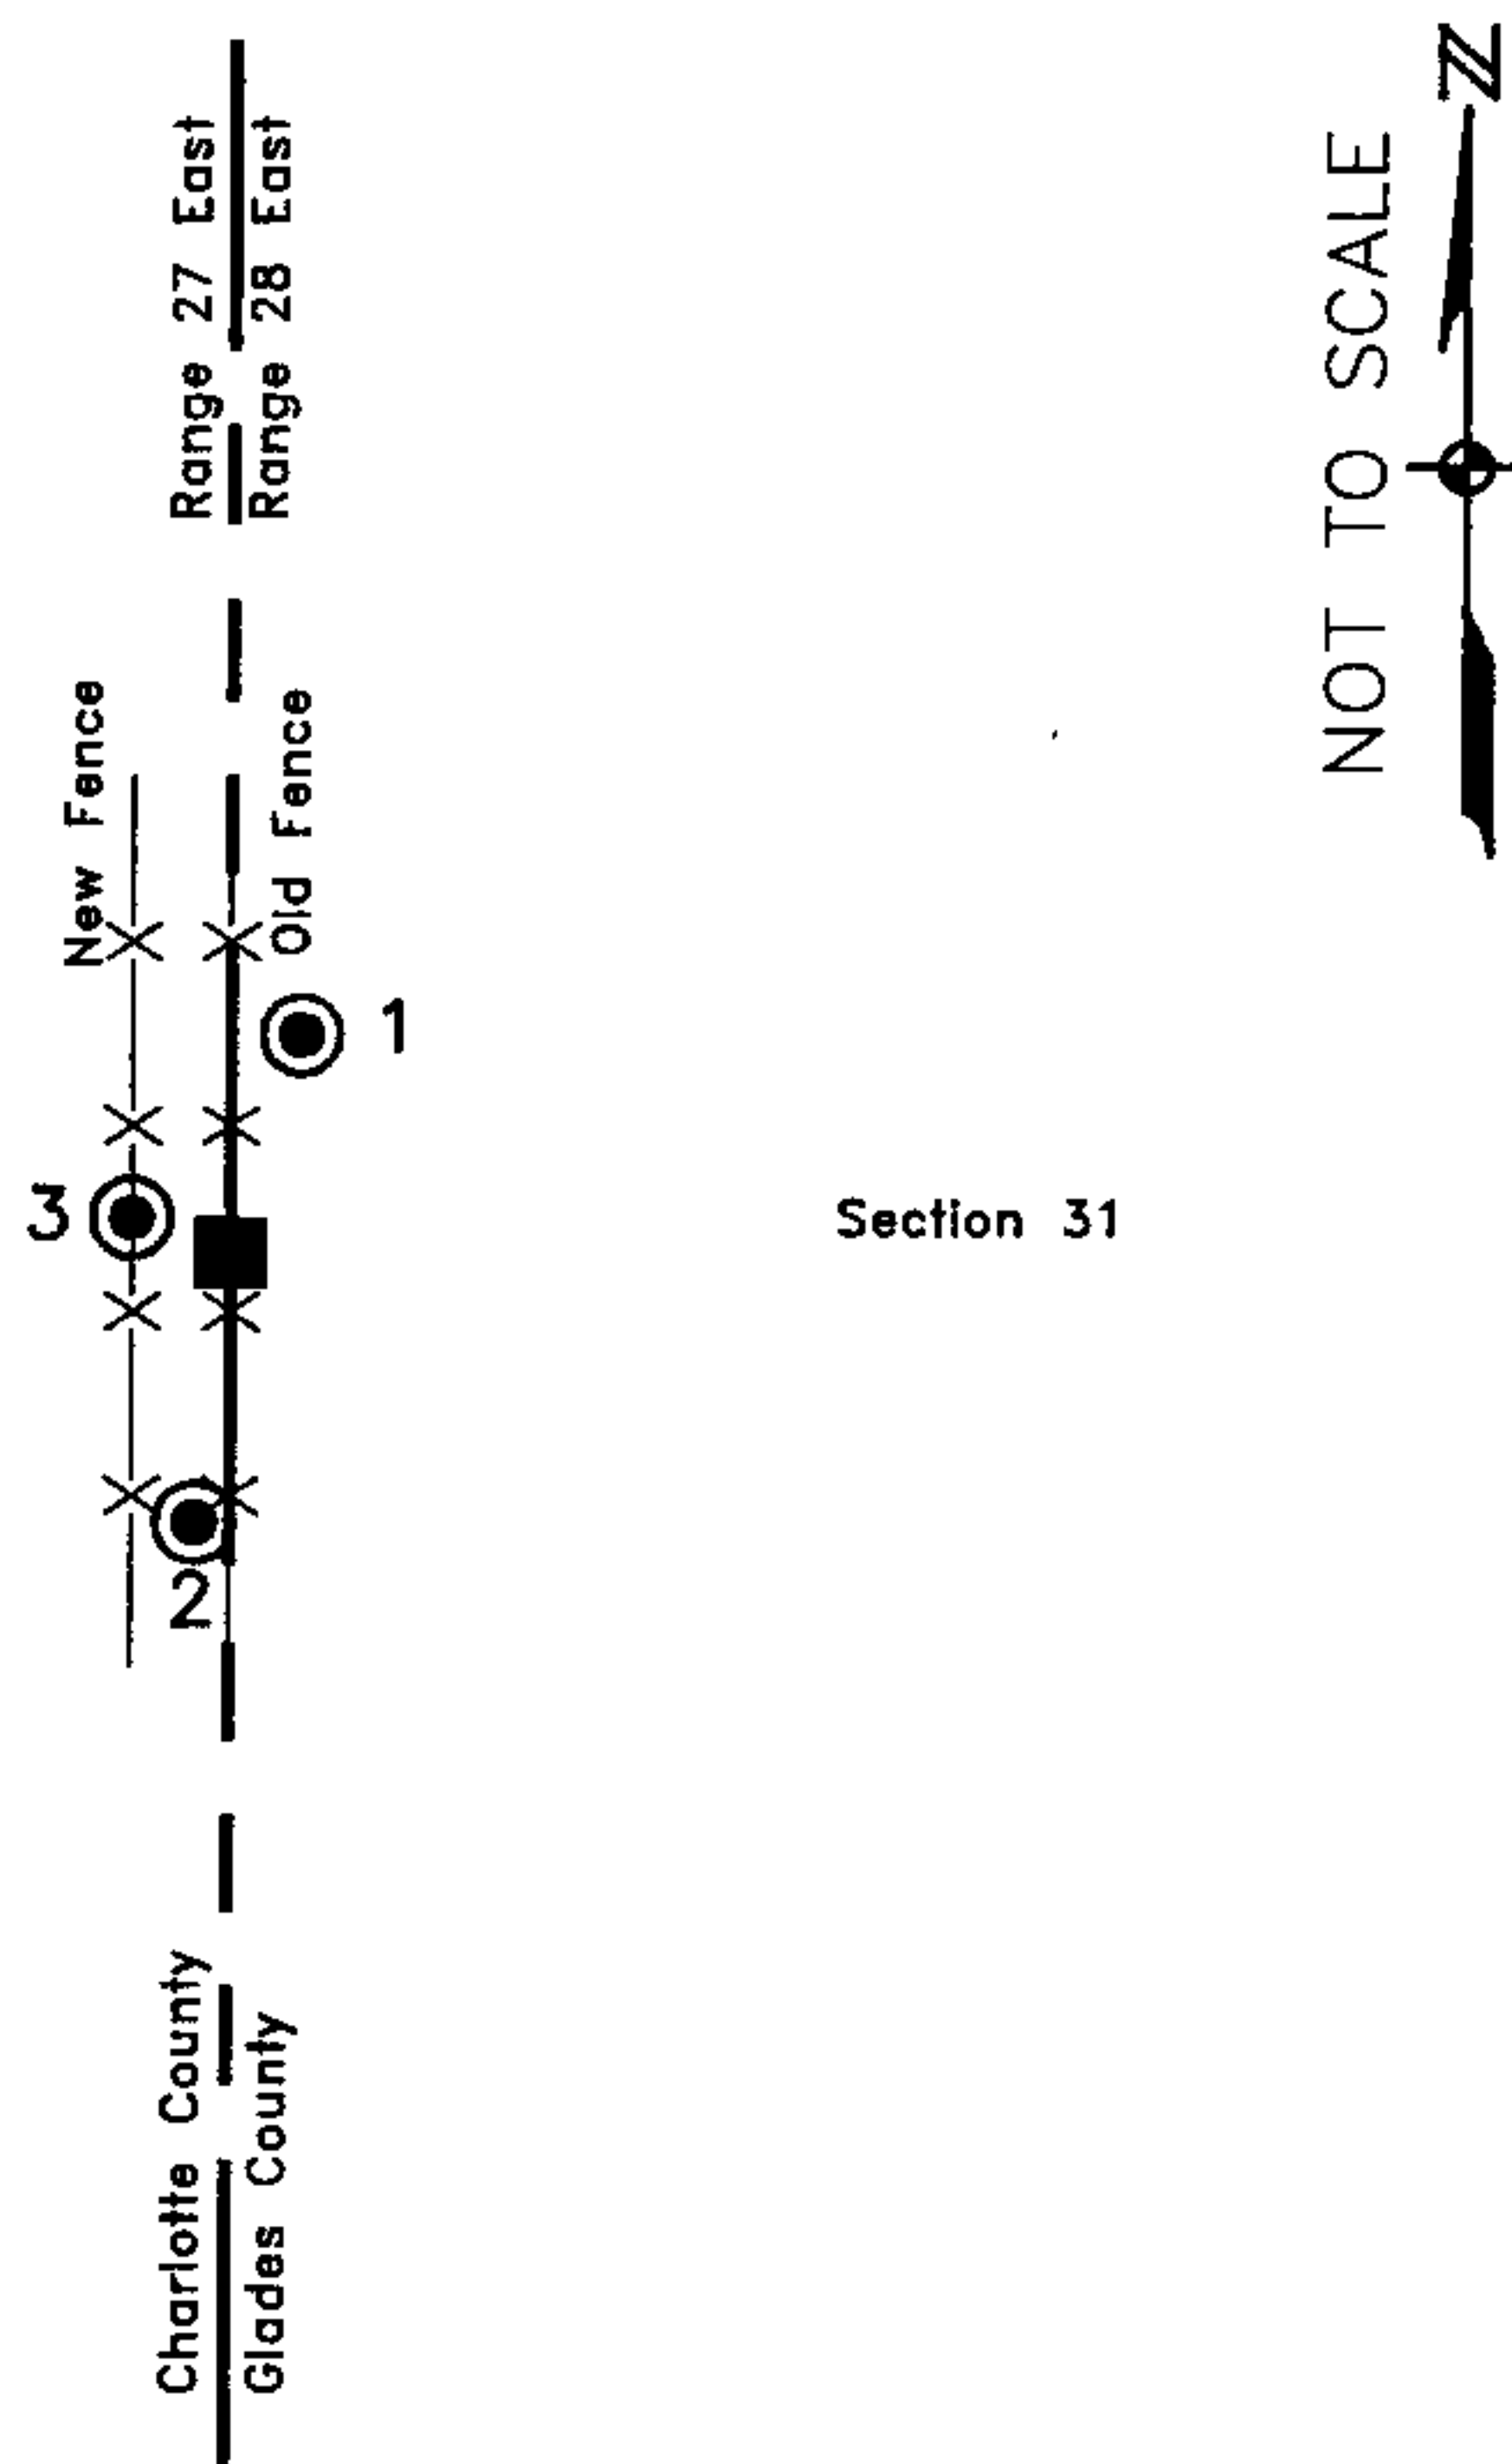 N
NOT TO SCALE
Range 27 East
Range 28 East
New Fence
Old Fence
1
3
Section 31
2
Charlotte County
Glades County